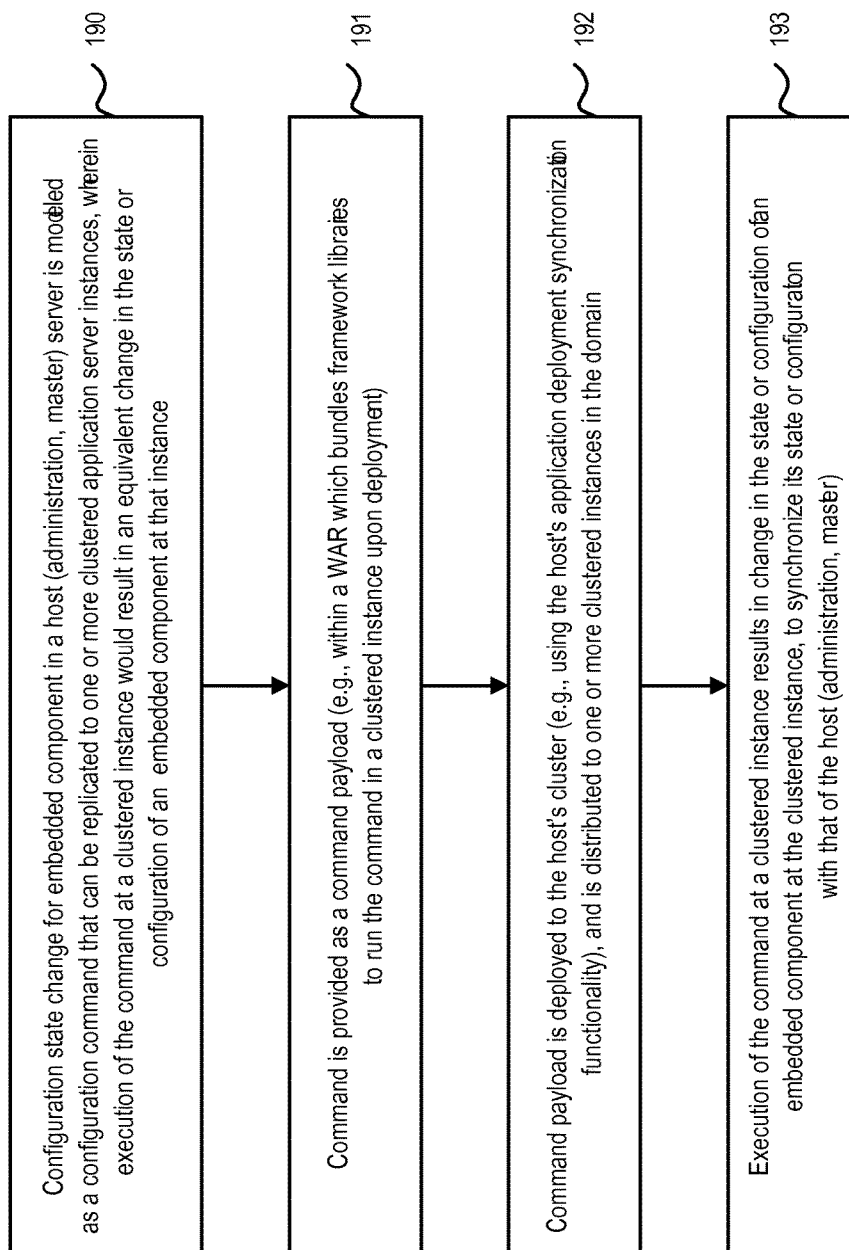 190
Configuration state change for embedded component in a host (administration, master) server is modeled
as a configuration command that can be replicated to one or more clustered application server instances, wherein
execution of the command at a clustered instance would result in an equivalent change in the state or
configuration of an embedded component at that instance
191
Command is provided as a command payload (e.g., within a WAR which bundles framework libraries
to run the command in a clustered instance upon deployment)
192
Command payload is deployed to the host's cluster (e.g., using the host's application deployment synchronization
functionality), and is distributed to one or more clustered instances in the domain
193
Execution of the command at a clustered instance results in change in the state or configuration of an
embedded component at the clustered instance, to synchronize its state or configuration
with that of the host (administration, master)